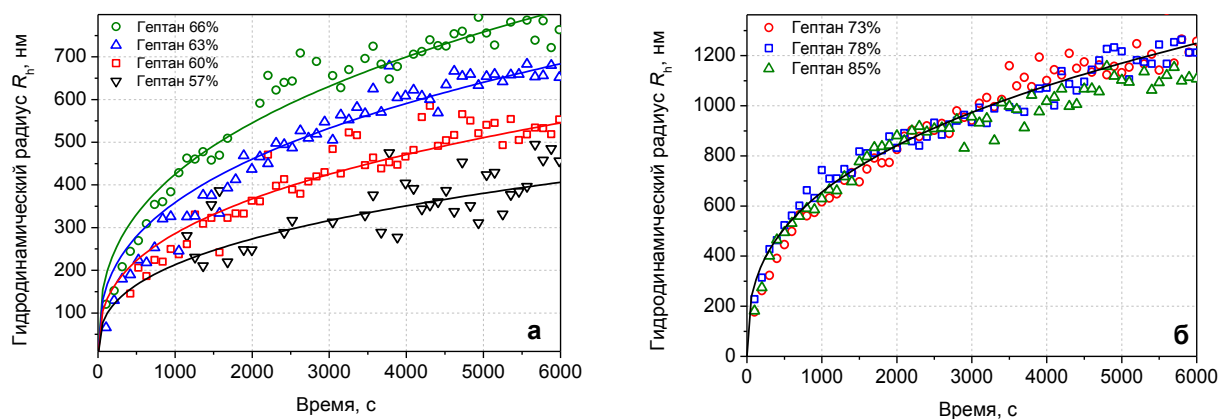 Гидродинамический радиус Rh, нм
700
600
500
400
300
200
100
0
1000
2000
3000
4000
5000
6000
Время, с
Гептан 66%
Гептан 63%
Гептан 60%
Гептан 57%
а
Гидродинамический радиус Rh, нм
1200
1000
800
600
400
200
0
0
1000
2000
3000
4000
5000
6000
Время, с
Гептан 73%
Гептан 78%
Гептан 85%
б